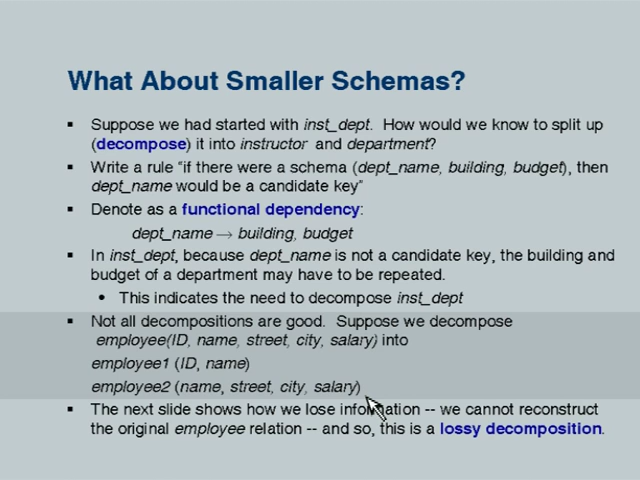 What About Smaller Schemas?
▪ Suppose we had started with inst_dept. How would we know to split up
(decompose) it into instructor and department?
▪ Write a rule “if there were a schema (dept_name, building, budget), then
dept_name would be a candidate key”
▪ Denote as a functional dependency:
dept_name → building, budget
▪ In inst_dept, because dept_name is not a candidate key, the building and
budget of a department may have to be repeated.
• This indicates the need to decompose inst_dept
▪ Not all decompositions are good. Suppose we decompose
employee(ID, name, street, city, salary) into
employee1 (ID, name)
employee2 (name, street, city, salary)
▪ The next slide shows how we lose information -- we cannot reconstruct
the original employee relation -- and so, this is a lossy decomposition.